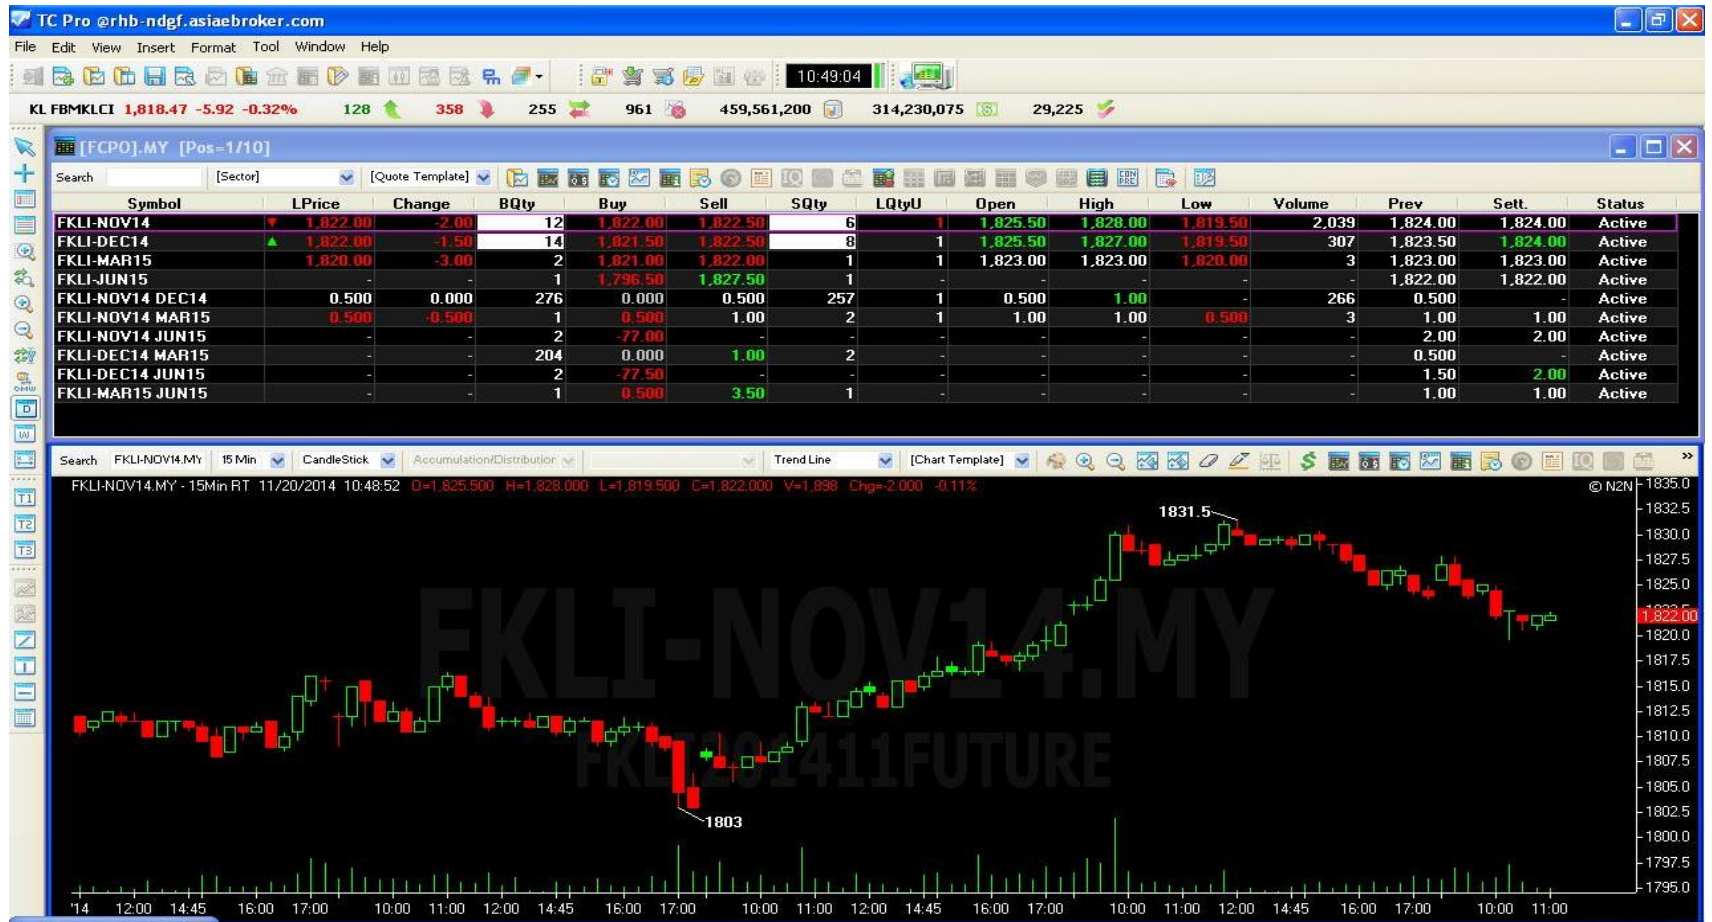 TC Pro @rhb-ndgf.asiaebroker.com
File Edit View Insert Format Tool Window Help
10:49:04
KL FBMKLCI 1,818.47 -5.92 -0.32% 128 358 255 961 459,561,200 314,230,075 29,225
[FCPO].MY [Pos=1/10]
Search [Sector] [Quote Template]
Symbol LPrice Change BQty Buy Sell SQty LQtyU Open High Low Volume Prev Sett. Status
FKLI-NOV14 1,822.00 -2.00 12 1,822.00 1,822.50 6 1 1,825.50 1,828.00 1,819.50 2,039 1,824.00 1,824.00 Active
FKLI-DEC14 1,822.00 -1.50 14 1,821.50 1,822.50 8 1 1,825.50 1,827.00 1,819.50 307 1,823.50 1,824.00 Active
FKLI-MAR15 1,820.00 -3.00 2 1,821.00 1,822.00 1 1 1,823.00 1,823.00 1,820.00 3 1,823.00 1,823.00 Active
FKLI-JUN15 - - 1 1,796.50 1,827.50 1 - - - - - 1,822.00 1,822.00 Active
FKLI-NOV14 DEC14 0.500 0.000 276 0.000 0.500 257 1 0.500 1.00 - 266 0.500 - Active
FKLI-NOV14 MAR15 0.500 -0.500 1 0.500 1.00 2 1 1.00 1.00 0.500 3 1.00 1.00 Active
FKLI-NOV14 JUN15 - - 2 -77.00 - - - - - - - 2.00 2.00 Active
FKLI-DEC14 MAR15 - - 204 0.000 1.00 2 - - - - - 0.500 - Active
FKLI-DEC14 JUN15 - - 2 -77.50 - - - - - - - 1.50 2.00 Active
FKLI-MAR15 JUN15 - - 1 0.500 3.50 1 - - - - - 1.00 1.00 Active
Search FKLI-NOV14.MY 15 Min CandleStick Accumulation/Distribution Trend Line [Chart Template]
FKLI-NOV14.MY - 15Min RT 11/20/2014 10:48:52 O=1,825.500 H=1,828.000 L=1,819.500 C=1,822.000 V=1,898 Chg=-2.000 -0.11%
© N2N
1835.0
1832.5
1831.5
1830.0
1827.5
1825.0
1,822.00
1820.0
1817.5
1815.0
1812.5
1810.0
1807.5
1805.0
1802.5
1803
1800.0
1797.5
1795.0
FKLI-NOV14.MY
FKLI201411FUTURE
T1
T2
T3
'14 12:00 14:45 16:00 17:00 10:00 11:00 12:00 14:45 16:00 17:00 10:00 11:00 12:00 14:45 16:00 17:00 10:00 11:00 12:00 14:45 16:00 17:00 10:00 11:00